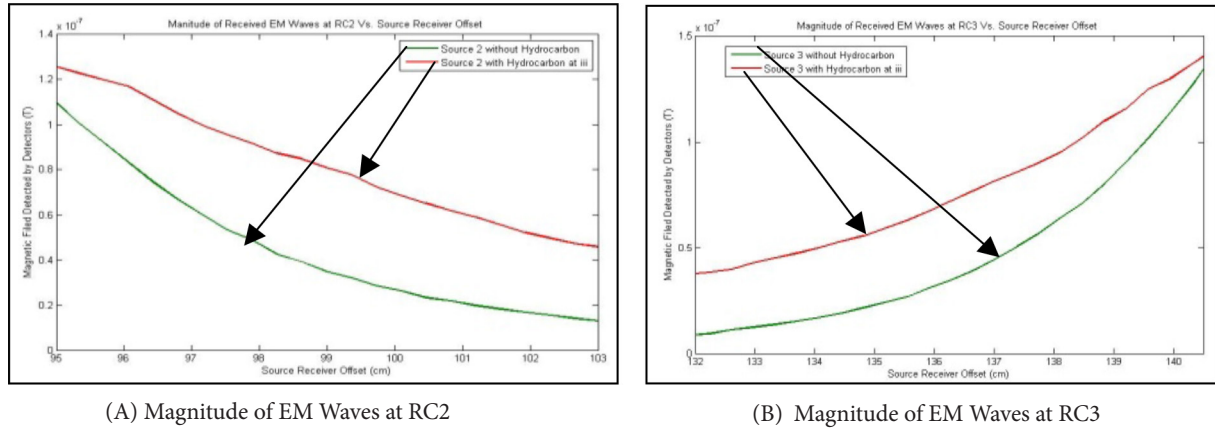 Manitude of Received EM Waves at RC2 Vs. Source Receiver Offset
x 10^-7
1.4
1.2
1
0.8
0.6
0.4
0.2
0
Magnetic Filed Detected by Detectors (T)
Source 2 without Hydrocarbon
Source 2 with Hydrocarbon at iii
95 96 97 98 99 100 101 102 103
Source Receiver Offset (cm)
(A) Magnitude of EM Waves at RC2
Magnitude of Received EM Waves at RC3 Vs. Source Receiver Offset
x 10^-7
1.5
1
0.5
0
Magnetic Filed Detected by Detectors (T)
Source 3 without Hydrocarbon
Source 3 with Hydrocarbon at iii
132 133 134 135 136 137 138 139 140
Source Receiver Offset (cm)
(B) Magnitude of EM Waves at RC3